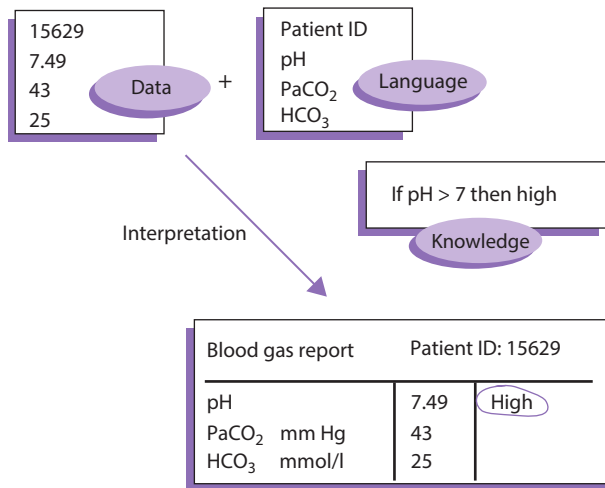 15629
7.49
43
25
Data
+
Patient ID
pH
PaCO₂
HCO₃
Language
If pH > 7 then high
Knowledge
Interpretation
Blood gas report Patient ID: 15629
pH 7.49 High
PaCO₂ mm Hg 43
HCO₃ mmol/l 25